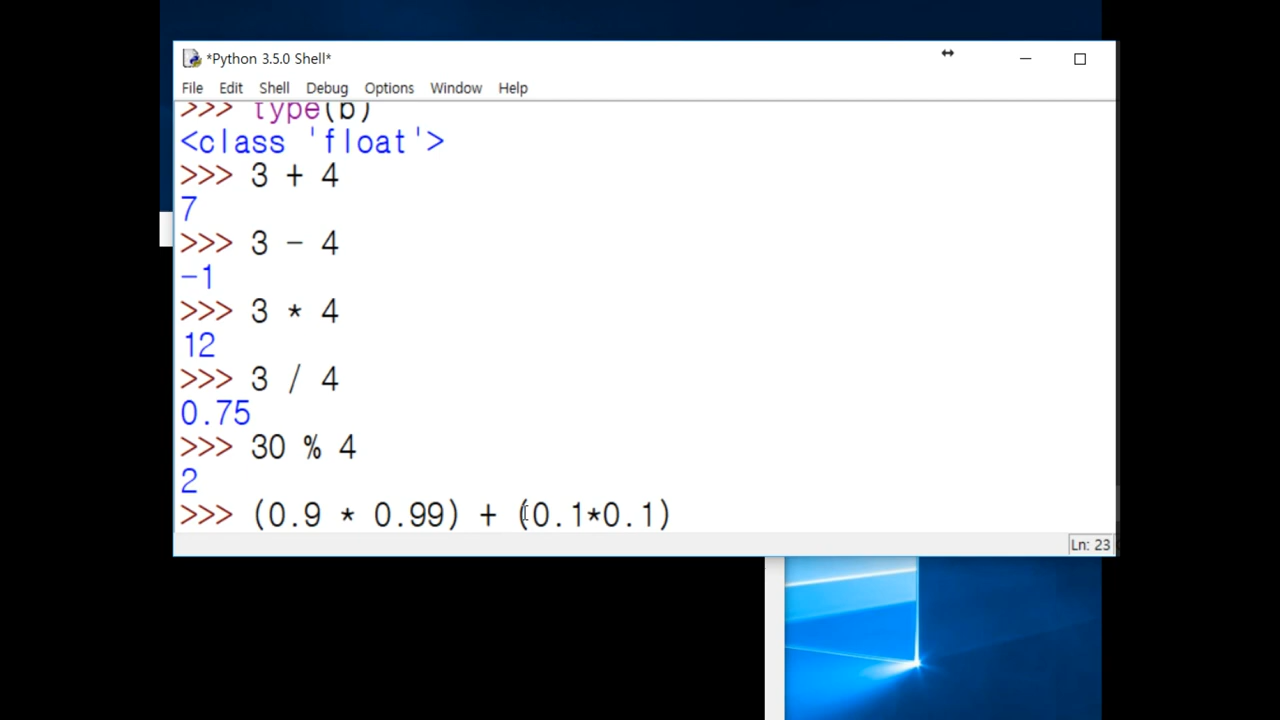 *Python 3.5.0 Shell*
File Edit Shell Debug Options Window Help
>>> type(b)
<class 'float'>
>>> 3 + 4
7
>>> 3 - 4
-1
>>> 3 * 4
12
>>> 3 / 4
0.75
>>> 30 % 4
2
>>> (0.9 * 0.99) + (0.1*0.1)
Ln: 23